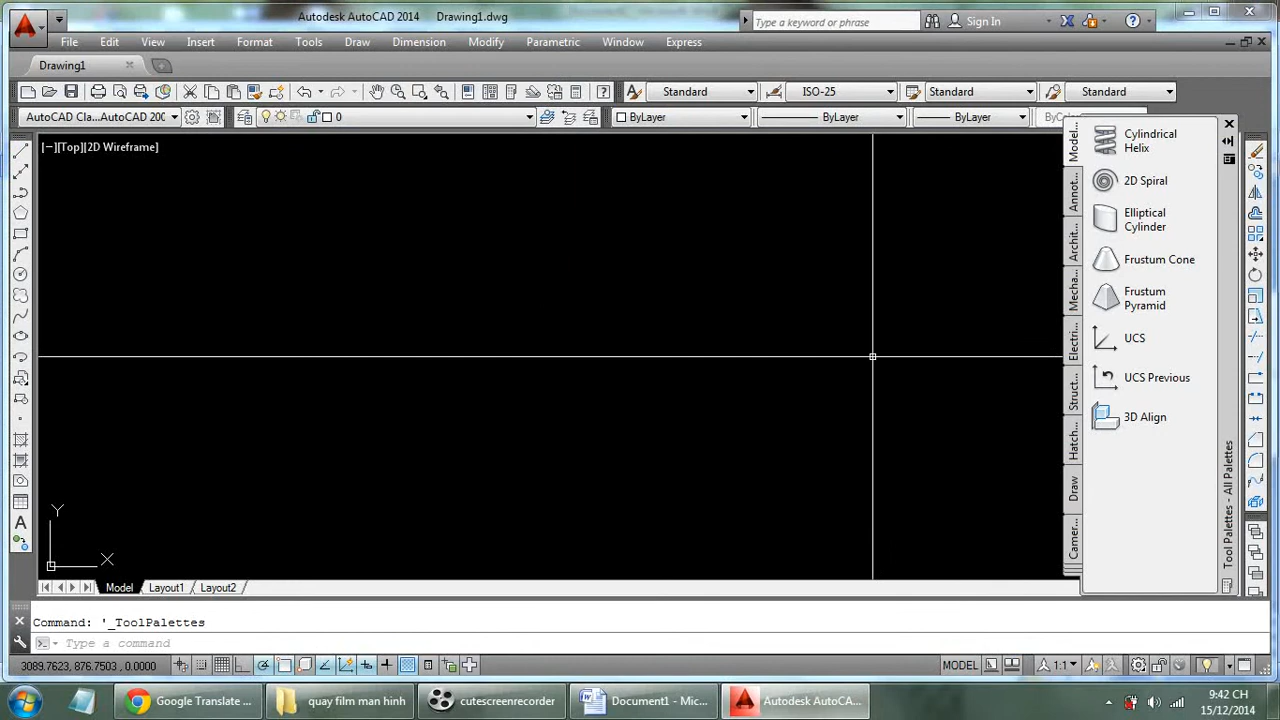 Autodesk AutoCAD 2014 Drawing1.dwg
Type a keyword or phrase
Sign In
File Edit View Insert Format Tools Draw Dimension Modify Parametric Window Express
Drawing1
Standard ISO-25 Standard Standard
AutoCAD Cla...AutoCAD 200
0 ByLayer ByLayer ByLayer
[−][Top][2D Wireframe]
Model...
Annot...
Archit...
Mecha...
Electri...
Struct...
Hatch...
Draw
Camer...
Cylindrical
Helix
2D Spiral
Elliptical
Cylinder
Frustum Cone
Frustum
Pyramid
UCS
UCS Previous
3D Align
Tool Palettes - All Palettes
Y
X
Model Layout1 Layout2
Command: '_ToolPalettes
Type a command
3089.7623, 876.7503, 0.0000
MODEL
1:1
Google Translate ...
quay film man hinh
cutescreenrecorder
Document1 - Mic...
Autodesk AutoCA...
9:42 CH
15/12/2014